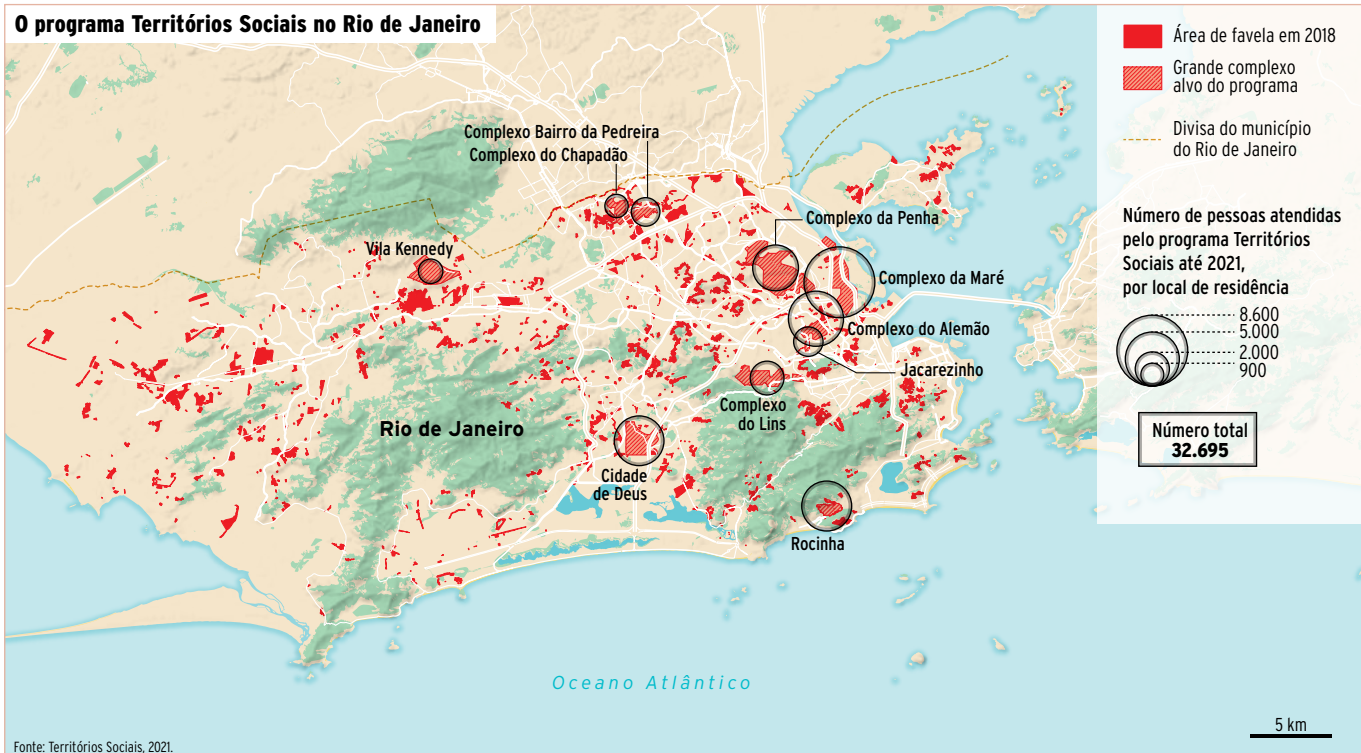 O programa Territórios Sociais no Rio de Janeiro
Área de favela em 2018
Grande complexo
alvo do programa
Divisa do município
do Rio de Janeiro
Número de pessoas atendidas
pelo programa Territórios
Sociais até 2021,
por local de residência
8.600
5.000
2.000
900
Número total
32.695
Complexo Bairro da Pedreira
Complexo do Chapadão
Complexo da Penha
Vila Kennedy
Complexo da Maré
Complexo do Alemão
Jacarezinho
Complexo
do Lins
Rio de Janeiro
Cidade
de Deus
Rocinha
Oceano Atlântico
5 km
Fonte: Territórios Sociais, 2021.